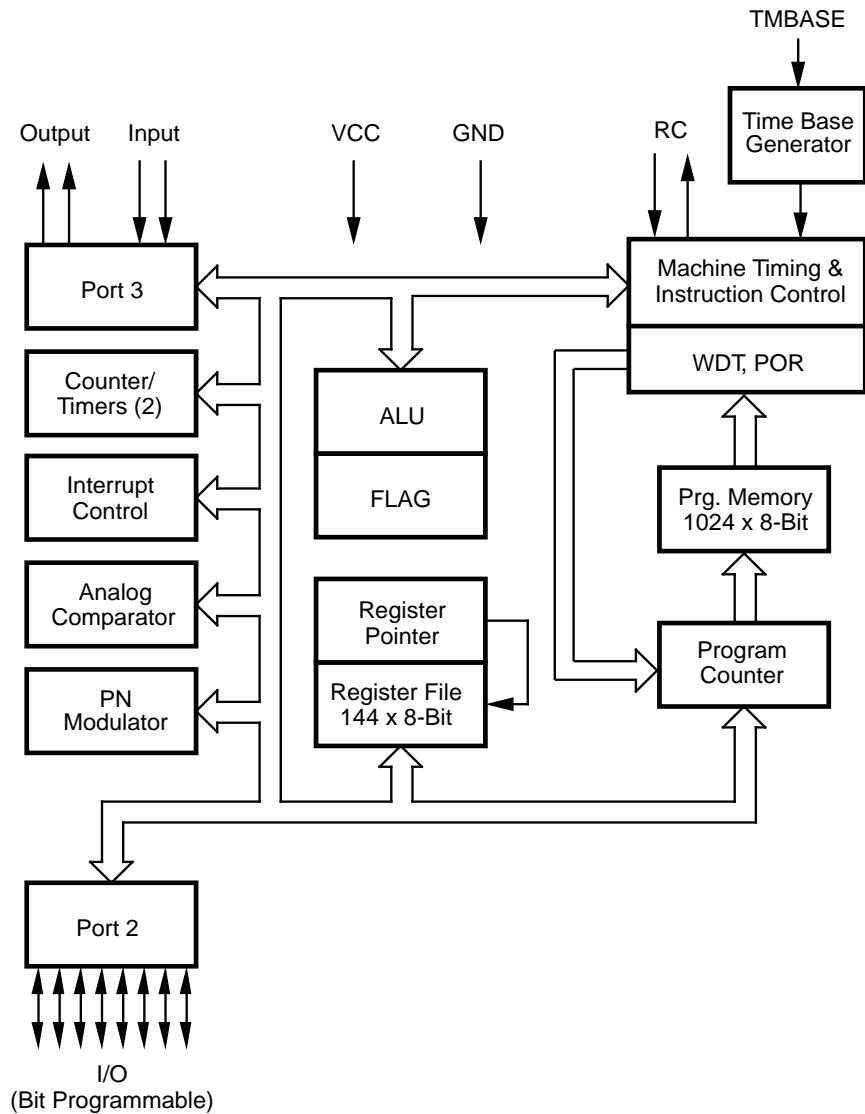 TMBASE
Output
Input
VCC
GND
RC
Time Base
Generator
Port 3
Machine Timing &
Instruction Control
WDT, POR
Counter/
Timers (2)
ALU
FLAG
Interrupt
Control
Prg. Memory
1024 x 8-Bit
Analog
Comparator
Register
Pointer
Program
Counter
PN
Modulator
Register File
144 x 8-Bit
Port 2
I/O
(Bit Programmable)